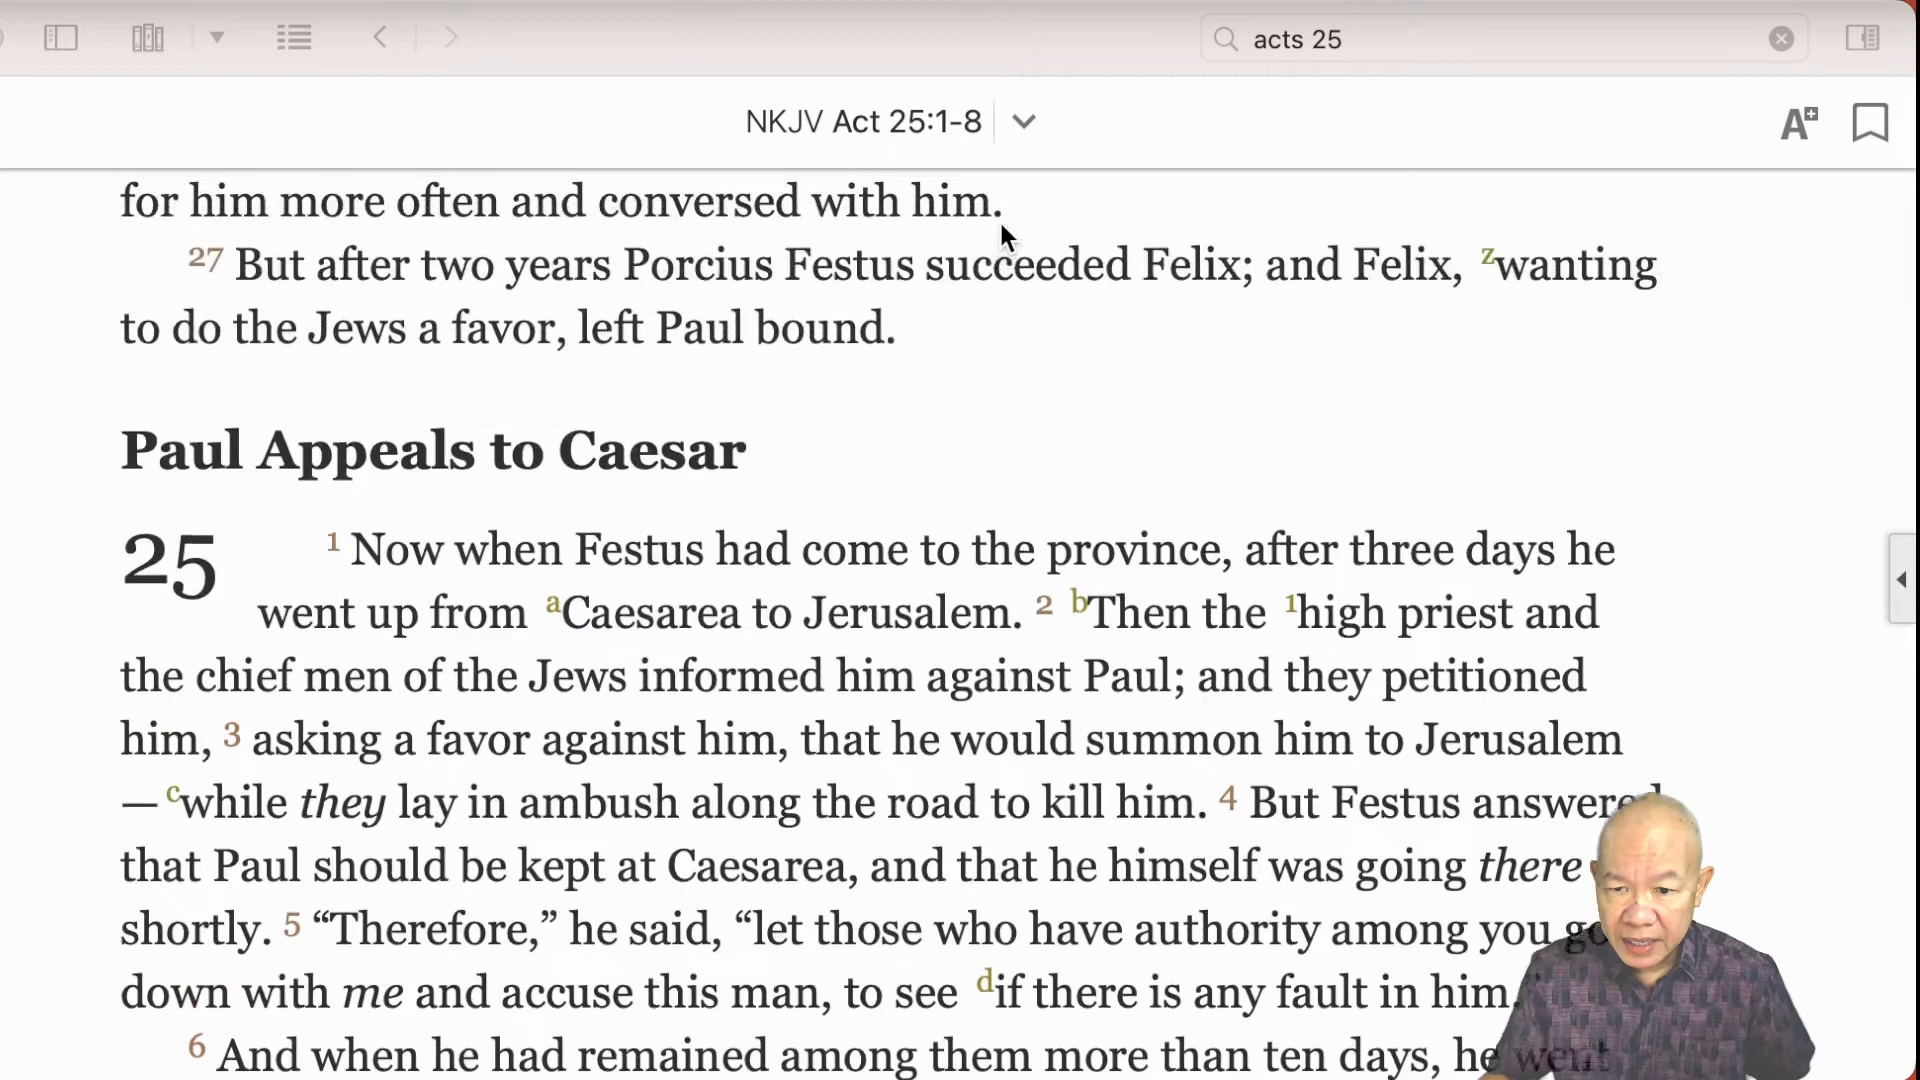 acts 25
NKJV Act 25:1-8
A
for him more often and conversed with him.
27 But after two years Porcius Festus succeeded Felix; and Felix, zwanting
to do the Jews a favor, left Paul bound.
Paul Appeals to Caesar
25 1 Now when Festus had come to the province, after three days he
went up from aCaesarea to Jerusalem. 2 bThen the 1high priest and
the chief men of the Jews informed him against Paul; and they petitioned
him, 3 asking a favor against him, that he would summon him to Jerusalem
—cwhile they lay in ambush along the road to kill him. 4 But Festus answered
that Paul should be kept at Caesarea, and that he himself was going there
shortly. 5 “Therefore,” he said, “let those who have authority among you go
down with me and accuse this man, to see dif there is any fault in him.
6 And when he had remained among them more than ten days, he went